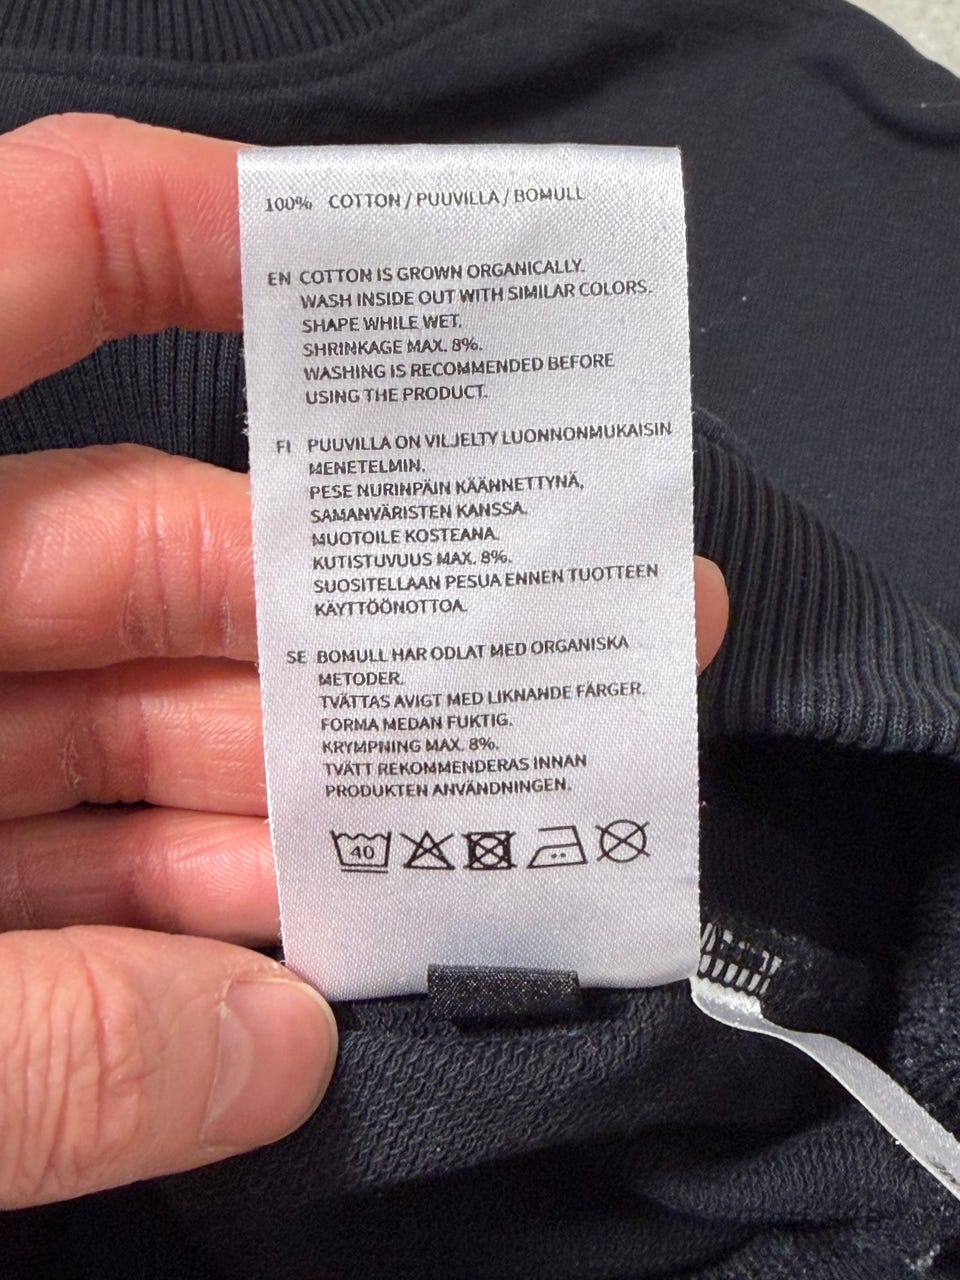 100% COTTON / PUUVILLA / BOMULL
EN COTTON IS GROWN ORGANICALLY.
WASH INSIDE OUT WITH SIMILAR COLORS.
SHAPE WHILE WET.
SHRINKAGE MAX. 8%.
WASHING IS RECOMMENDED BEFORE
USING THE PRODUCT.
FI PUUVILLA ON VILJELTY LUONNONMUKAISIN
MENETELMIN.
PESE NURINPÄIN KÄÄNNETTYNÄ,
SAMANVÄRISTEN KANSSA.
MUOTOILE KOSTEANA.
KUTISTUVUUS MAX. 8%.
SUOSITELLAAN PESUA ENNEN TUOTTEEN
KÄYTTÖÖNOTTOA.
SE BOMULL HAR ODLAT MED ORGANISKA
METODER.
TVÄTTAS AVIGT MED LIKNANDE FÄRGER.
FORMA MEDAN FUKTIG.
KRYMPNING MAX. 8%.
TVÄTT REKOMMENDERAS INNAN
PRODUKTEN ANVÄNDNINGEN.
40